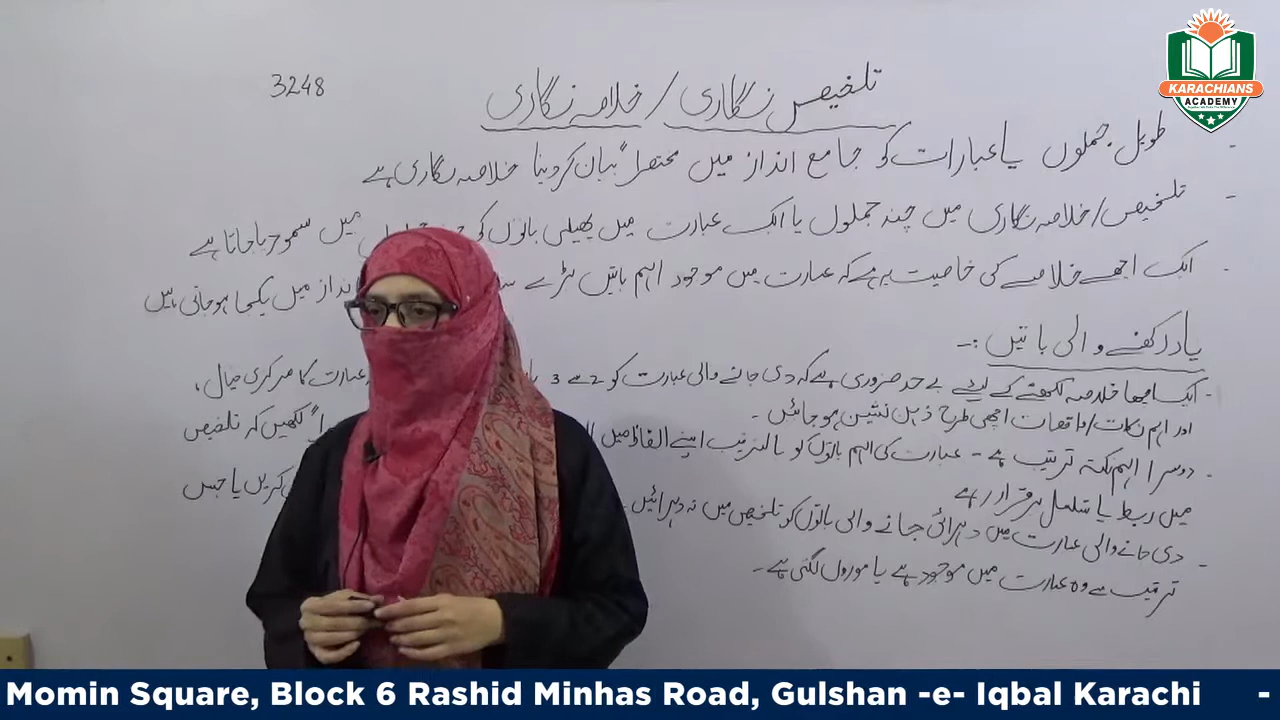 3248
تلخیص نگاری / خلاصہ نگاری
- طویل جملوں یا عبارات کو جامع انداز میں مختصراً بیان کر دینا خلاصہ نگاری ہے
- تلخیص/خلاصہ نگاری میں چند جملوں یا ایک عبارت میں پھیلی باتوں کو میں سمو دیا جاتا ہے
- ایک اچھے خلاصے کی خاصیت یہ ہے کہ عبارت میں موجود اہم باتیں بڑے انداز میں یکجا ہو جاتی ہیں
یاد رکھنے والی باتیں :-
- ایک اچھا خلاصہ لکھنے کے لیئے بے حد ضروری ہے کہ دی جانے والی عبارت کو 2 سے 3 عبارت کا مرکزی خیال،
اور اہم نکات/واقعات اچھی طرح ذہن نشین ہو جائیں -
- دوسرا اہم نکتہ ترتیب ہے - عبارت کی اہم باتوں کو بالترتیب اپنے الفاظ میں لکھیں کہ تلخیص
میں ربط یا تسلسل برقرار رہے
- دی جانے والی عبارت میں دہرائی جانے والی باتوں کو تلخیص میں نہ دہرائیں کریں یا جس
ترتیب سے وہ عبارت میں موجود ہے یا موزوں لگتی ہے -
KARACHIANS
ACADEMY
Momin Square, Block 6 Rashid Minhas Road, Gulshan -e- Iqbal Karachi -